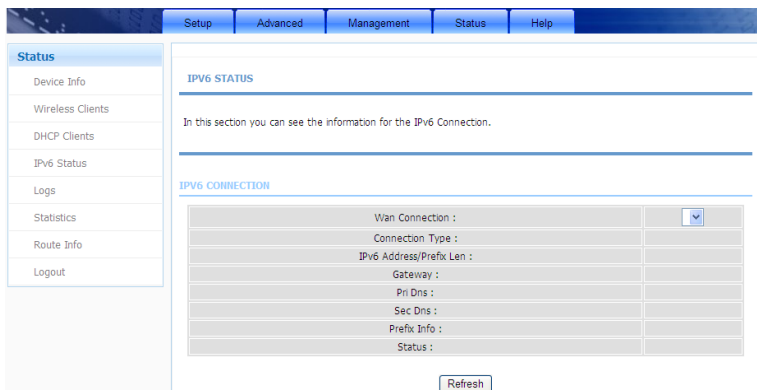 Setup Advanced Management Status Help
Status
Device Info
Wireless Clients
DHCP Clients
IPv6 Status
Logs
Statistics
Route Info
Logout
IPV6 STATUS
In this section you can see the information for the IPv6 Connection.
IPV6 CONNECTION
Wan Connection :
Connection Type :
IPv6 Address/Prefix Len :
Gateway :
Pri Dns :
Sec Dns :
Prefix Info :
Status :
Refresh